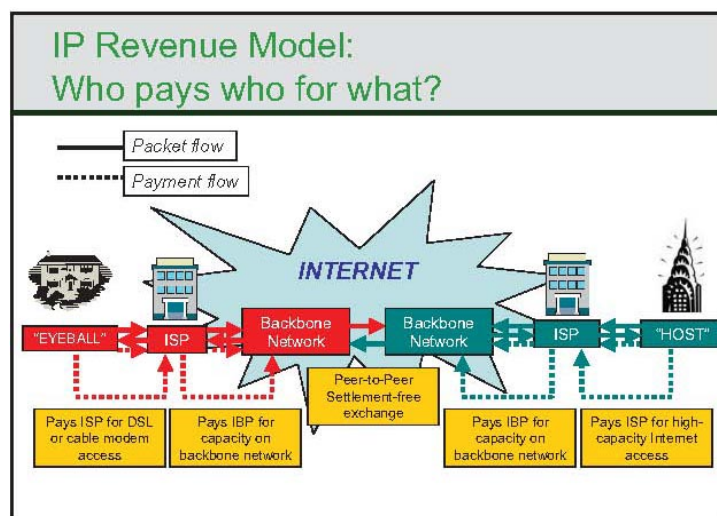 IP Revenue Model:
Who pays who for what?
Packet flow
Payment flow
INTERNET
"EYEBALL"
ISP
Backbone
Network
Backbone
Network
ISP
"HOST"
Peer-to-Peer
Settlement-free
exchange
Pays ISP for DSL
or cable modem
access
Pays IBP for
capacity on
backbone network
Pays IBP for
capacity on
backbone network
Pays ISP for high-
capacity Internet
access